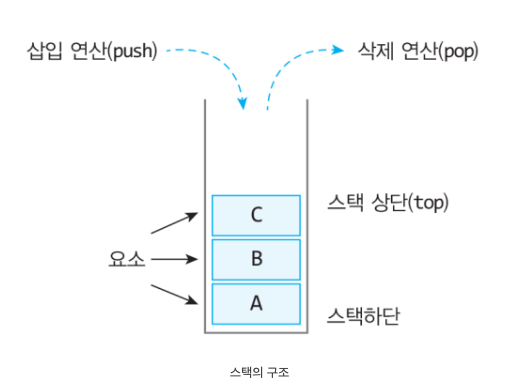 삽입 연산(push)
삭제 연산(pop)
스택 상단(top)
C
요소
B
A
스택하단
스택의 구조